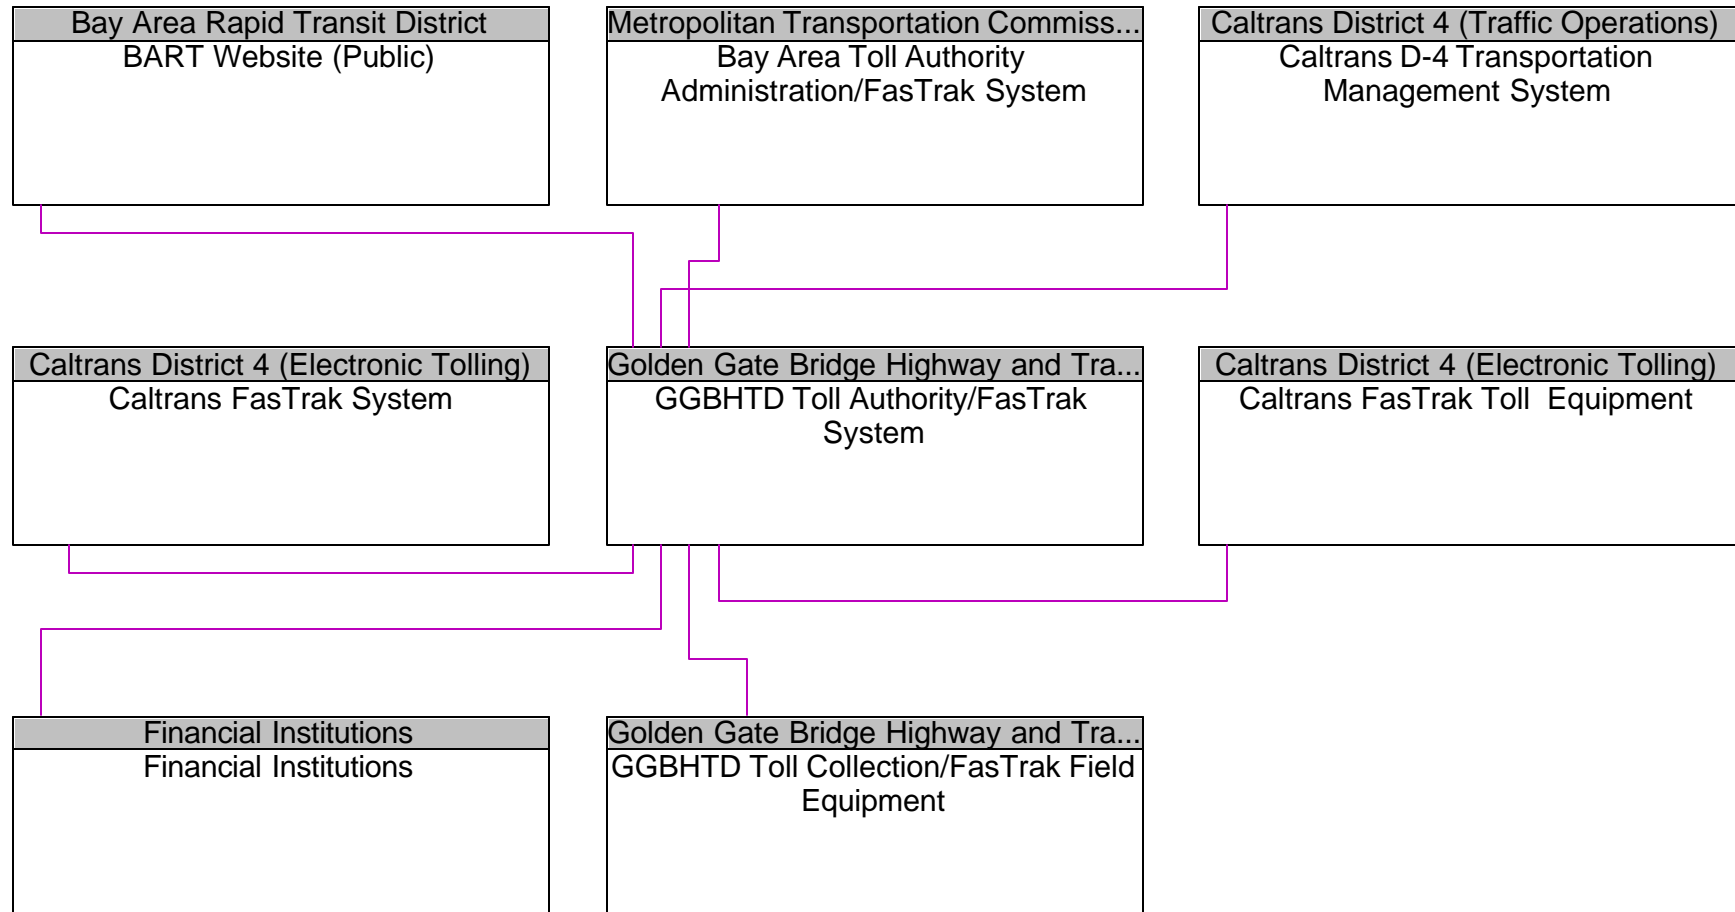 Bay Area Rapid Transit District
BART Website (Public)
Metropolitan Transportation Commiss...
Bay Area Toll Authority
Administration/FasTrak System
Caltrans District 4 (Traffic Operations)
Caltrans D-4 Transportation
Management System
Caltrans District 4 (Electronic Tolling)
Caltrans FasTrak System
Golden Gate Bridge Highway and Tra...
GGBHTD Toll Authority/FasTrak
System
Caltrans District 4 (Electronic Tolling)
Caltrans FasTrak Toll  Equipment
Financial Institutions
Financial Institutions
Golden Gate Bridge Highway and Tra...
GGBHTD Toll Collection/FasTrak Field
Equipment